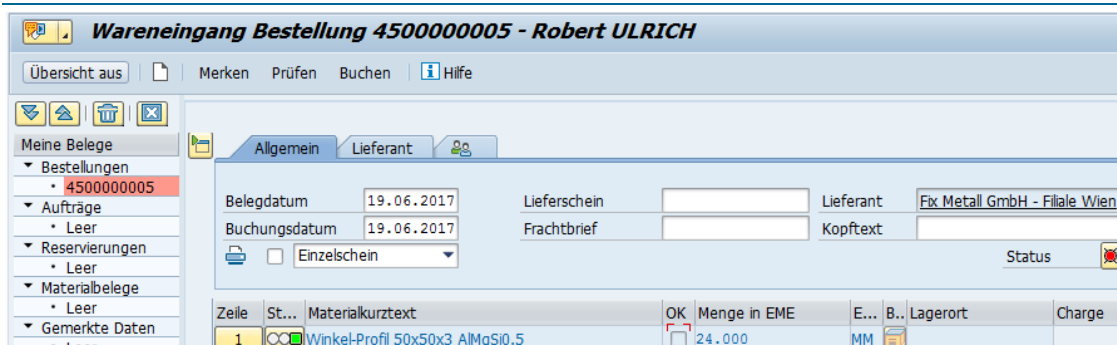 Wareneingang Bestellung 4500000005 - Robert ULRICH
Übersicht aus Merken Prüfen Buchen Hilfe
Meine Belege
Bestellungen
4500000005
Aufträge
Leer
Reservierungen
Leer
Materialbelege
Leer
Gemerkte Daten
Allgemein Lieferant
Belegdatum 19.06.2017 Lieferschein Lieferant Fix Metall GmbH - Filiale Wien
Buchungsdatum 19.06.2017 Frachtbrief Kopftext
Einzelschein Status
Zeile St... Materialkurztext OK Menge in EME E... B.. Lagerort Charge
1 Winkel-Profil 50x50x3 AlMgSi0,5 24.000 MM